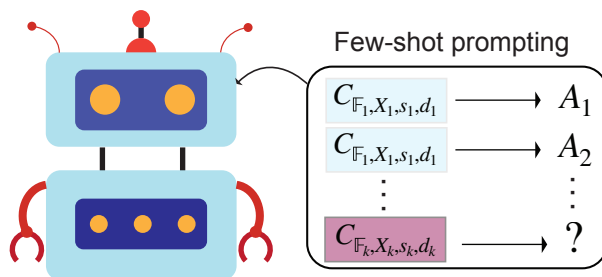 Few-shot prompting
C_{𝔽_1,X_1,s_1,d_1} → A_1
C_{𝔽_1,X_1,s_1,d_1} → A_2
⋮ ⋮
C_{𝔽_k,X_k,s_k,d_k} → ?